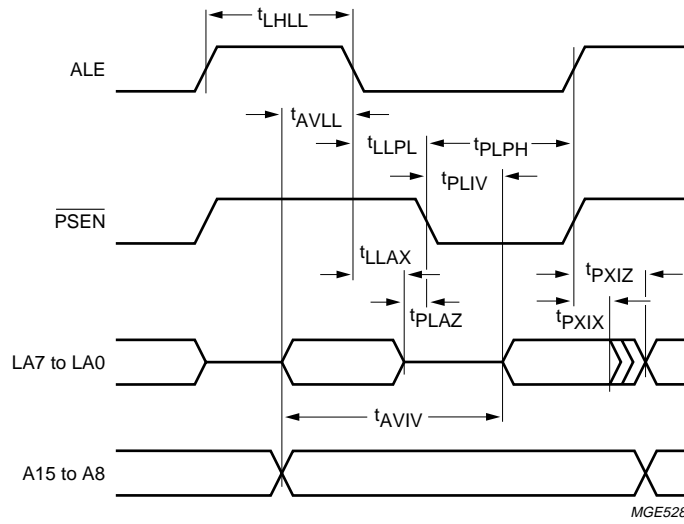 tLHLL
ALE
tAVLL
tLLPL
tPLPH
tPLIV
PSEN
tLLAX
tPXIZ
tPLAZ
tPXIX
LA7 to LA0
tAVIV
A15 to A8
MGE528